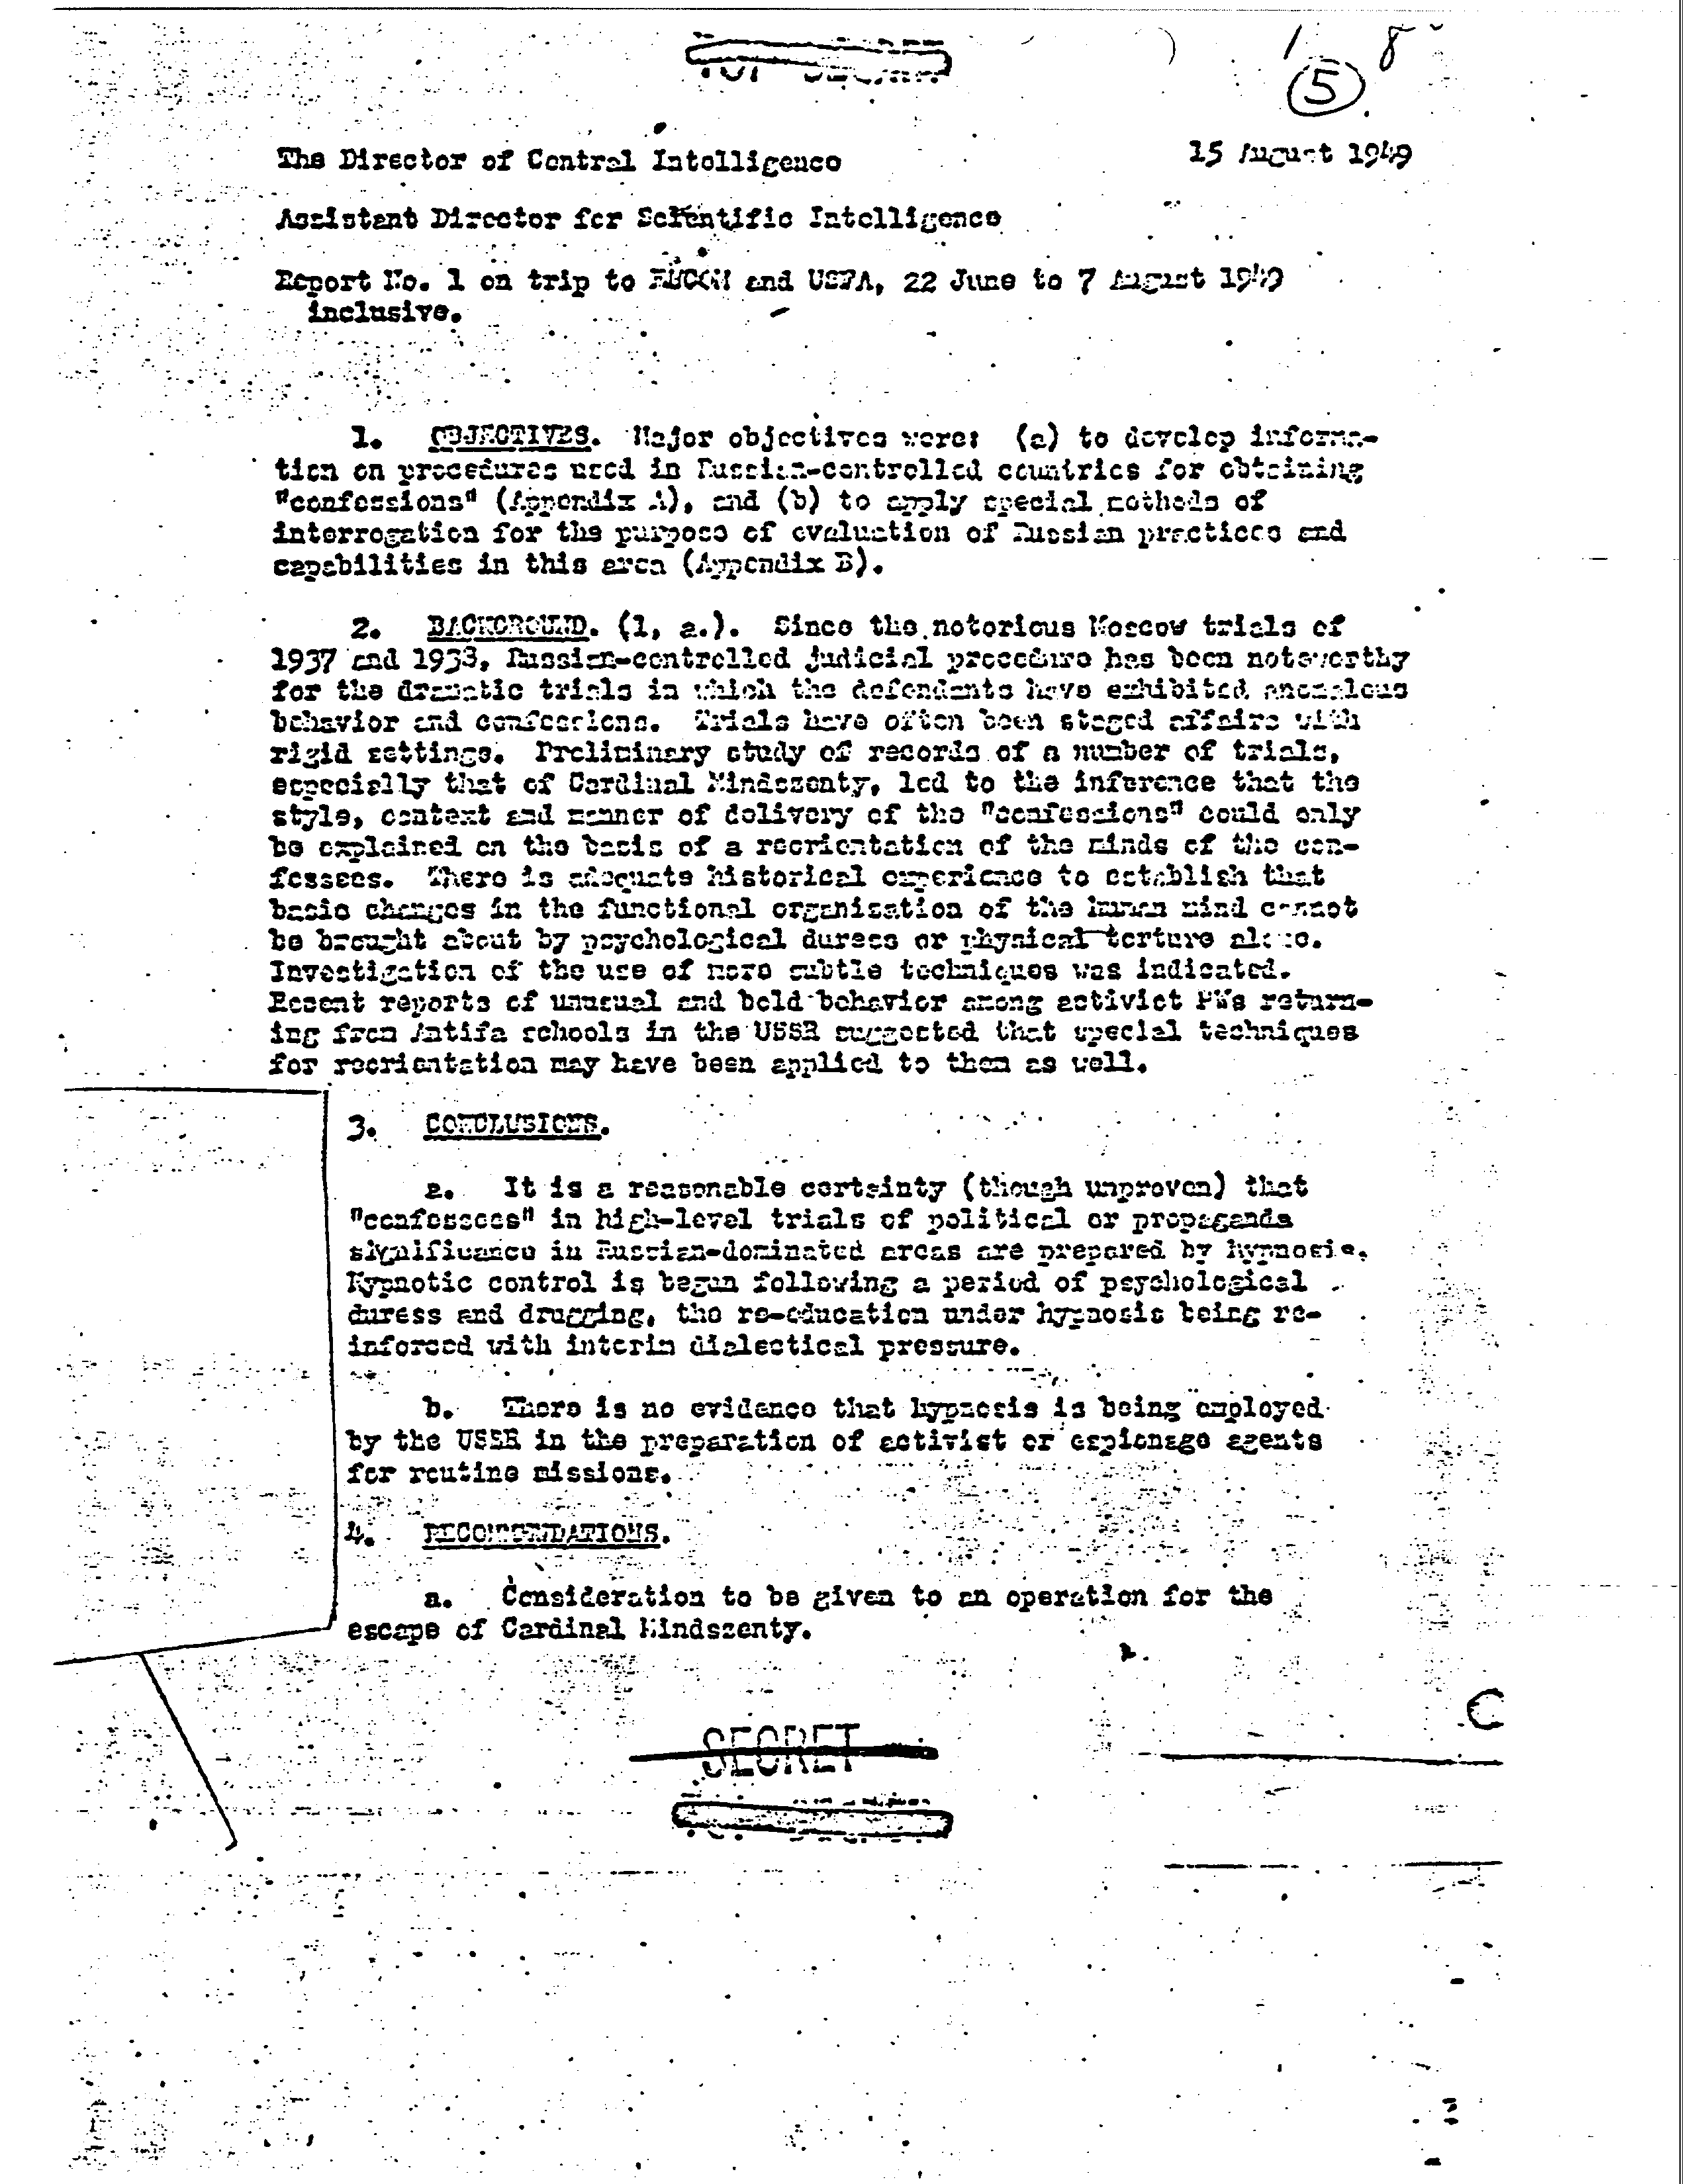 1 8
5
The Director of Central Intelligence
15 August 1949
Assistant Director for Scientific Intelligence
Report No. 1 on trip to EUCOM and USFA, 22 June to 7 August 1949
inclusive.
1. OBJECTIVES. Major objectives were: (a) to develop informa-
tion on procedures used in Russian-controlled countries for obtaining
"confessions" (Appendix A), and (b) to apply special methods of
interrogation for the purpose of evaluation of Russian practices and
capabilities in this area (Appendix B).
2. BACKGROUND. (1, a.). Since the notorious Moscow trials of
1937 and 1938, Russian-controlled judicial procedure has been noteworthy
for the dramatic trials in which the defendants have exhibited anomalous
behavior and confessions. Trials have often been staged affairs with
rigid settings. Preliminary study of records of a number of trials,
especially that of Cardinal Mindszenty, led to the inference that the
style, context and manner of delivery of the "confessions" could only
be explained on the basis of a reorientation of the minds of the con-
fessees. There is adequate historical experience to establish that
basic changes in the functional organization of the human mind cannot
be brought about by psychological duress or physical torture alone.
Investigation of the use of more subtle techniques was indicated.
Recent reports of unusual and bold behavior among activist PWs return-
ing from Antifa schools in the USSR suggested that special techniques
for reorientation may have been applied to them as well.
3. CONCLUSIONS.
a. It is a reasonable certainty (though unproven) that
"confessees" in high-level trials of political or propaganda
significance in Russian-dominated areas are prepared by hypnosis.
Hypnotic control is begun following a period of psychological
duress and drugging, the re-education under hypnosis being re-
inforced with interim dialectical pressure.
b. There is no evidence that hypnosis is being employed
by the USSR in the preparation of activist or espionage agents
for routine missions.
4. RECOMMENDATIONS.
a. Consideration to be given to an operation for the
escape of Cardinal Mindszenty.
C
SECRET